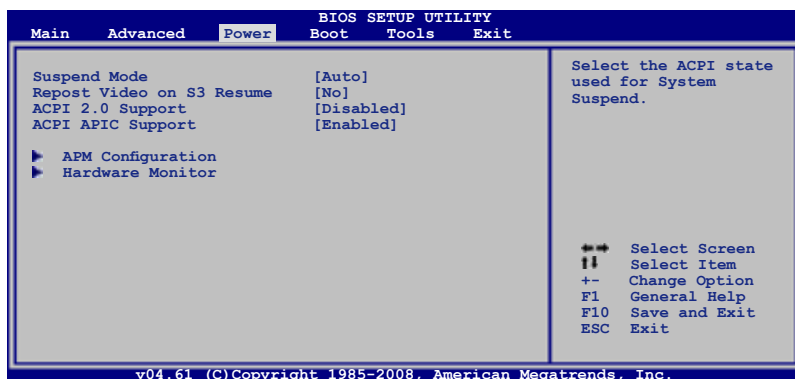 BIOS SETUP UTILITY
Main Advanced Power Boot Tools Exit
Suspend Mode [Auto]
Repost Video on S3 Resume [No]
ACPI 2.0 Support [Disabled]
ACPI APIC Support [Enabled]
APM Configuration
Hardware Monitor
Select the ACPI state
used for System
Suspend.
Select Screen
Select Item
+- Change Option
F1 General Help
F10 Save and Exit
ESC Exit
v04.61 (C)Copyright 1985-2008, American Megatrends, Inc.